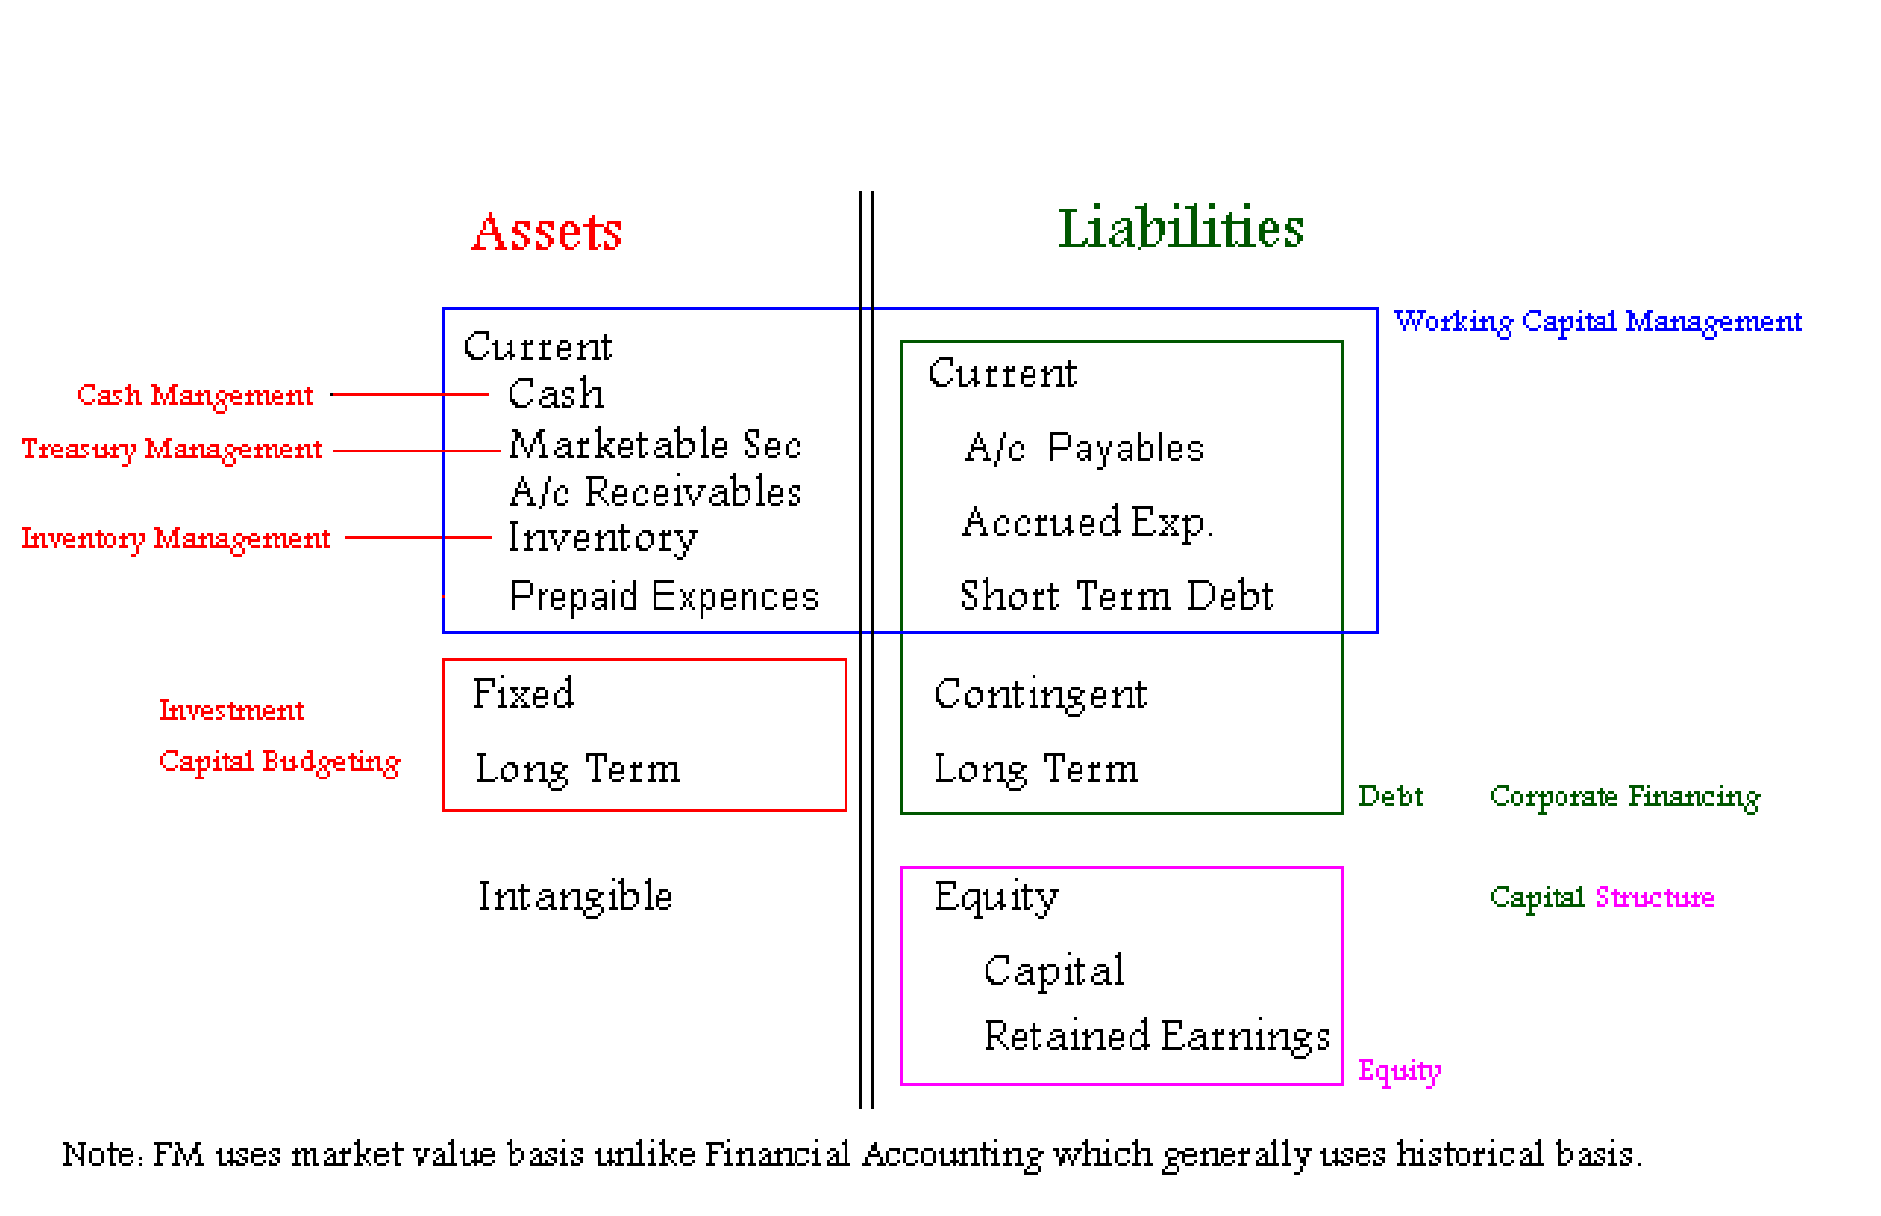 Assets
Liabilities
Working Capital Management
Current
Cash Mangement
Cash
Treasury Management
Marketable Sec
A/c Receivables
Inventory Management
Inventory
Prepaid Expences
Current
A/c Payables
Accrued Exp.
Short Term Debt
Investment
Capital Budgeting
Fixed
Long Term
Contingent
Long Term
Debt
Corporate Financing
Intangible
Equity
Capital
Retained Earnings
Capital Structure
Equity
Note: FM uses market value basis unlike Financial Accounting which generally uses historical basis.